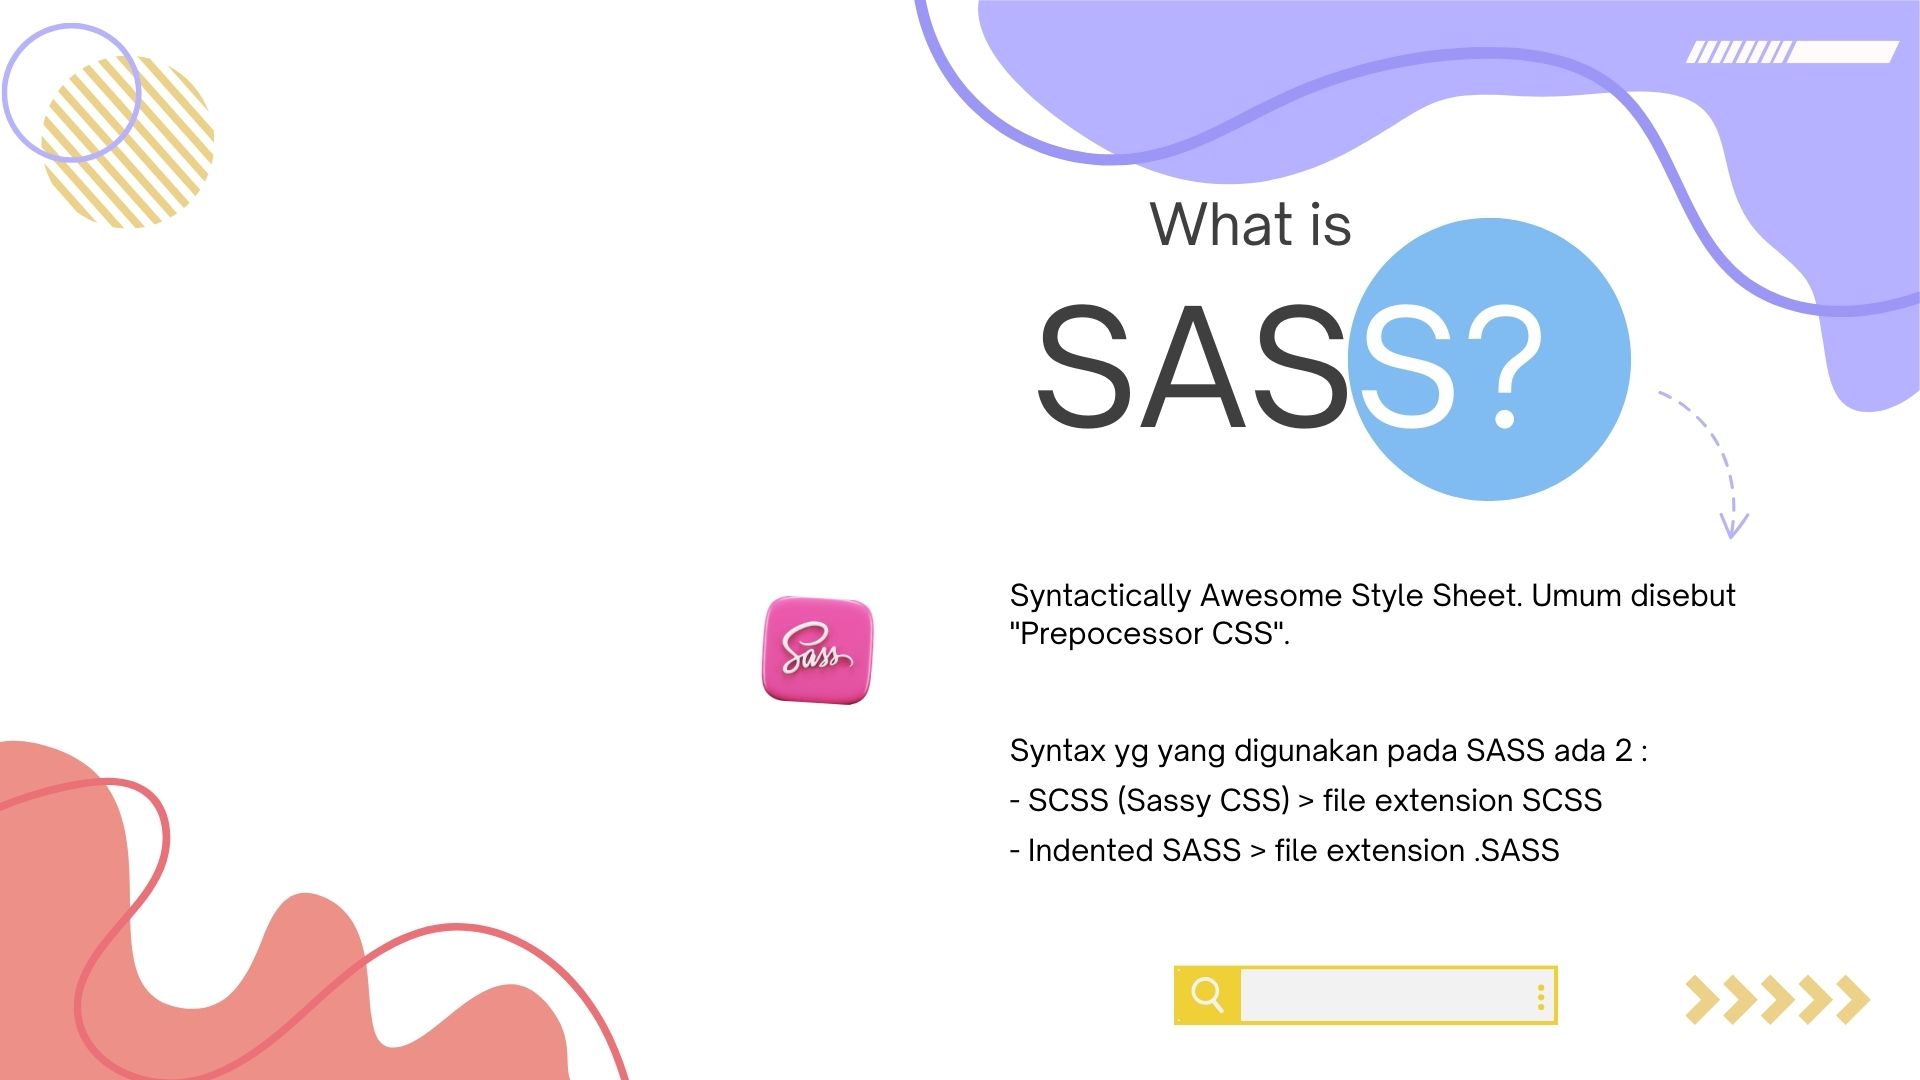 What is
SASS?
Sass
Syntactically Awesome Style Sheet. Umum disebut
"Prepocessor CSS".
Syntax yg yang digunakan pada SASS ada 2 :
- SCSS (Sassy CSS) > file extension SCSS
- Indented SASS > file extension .SASS